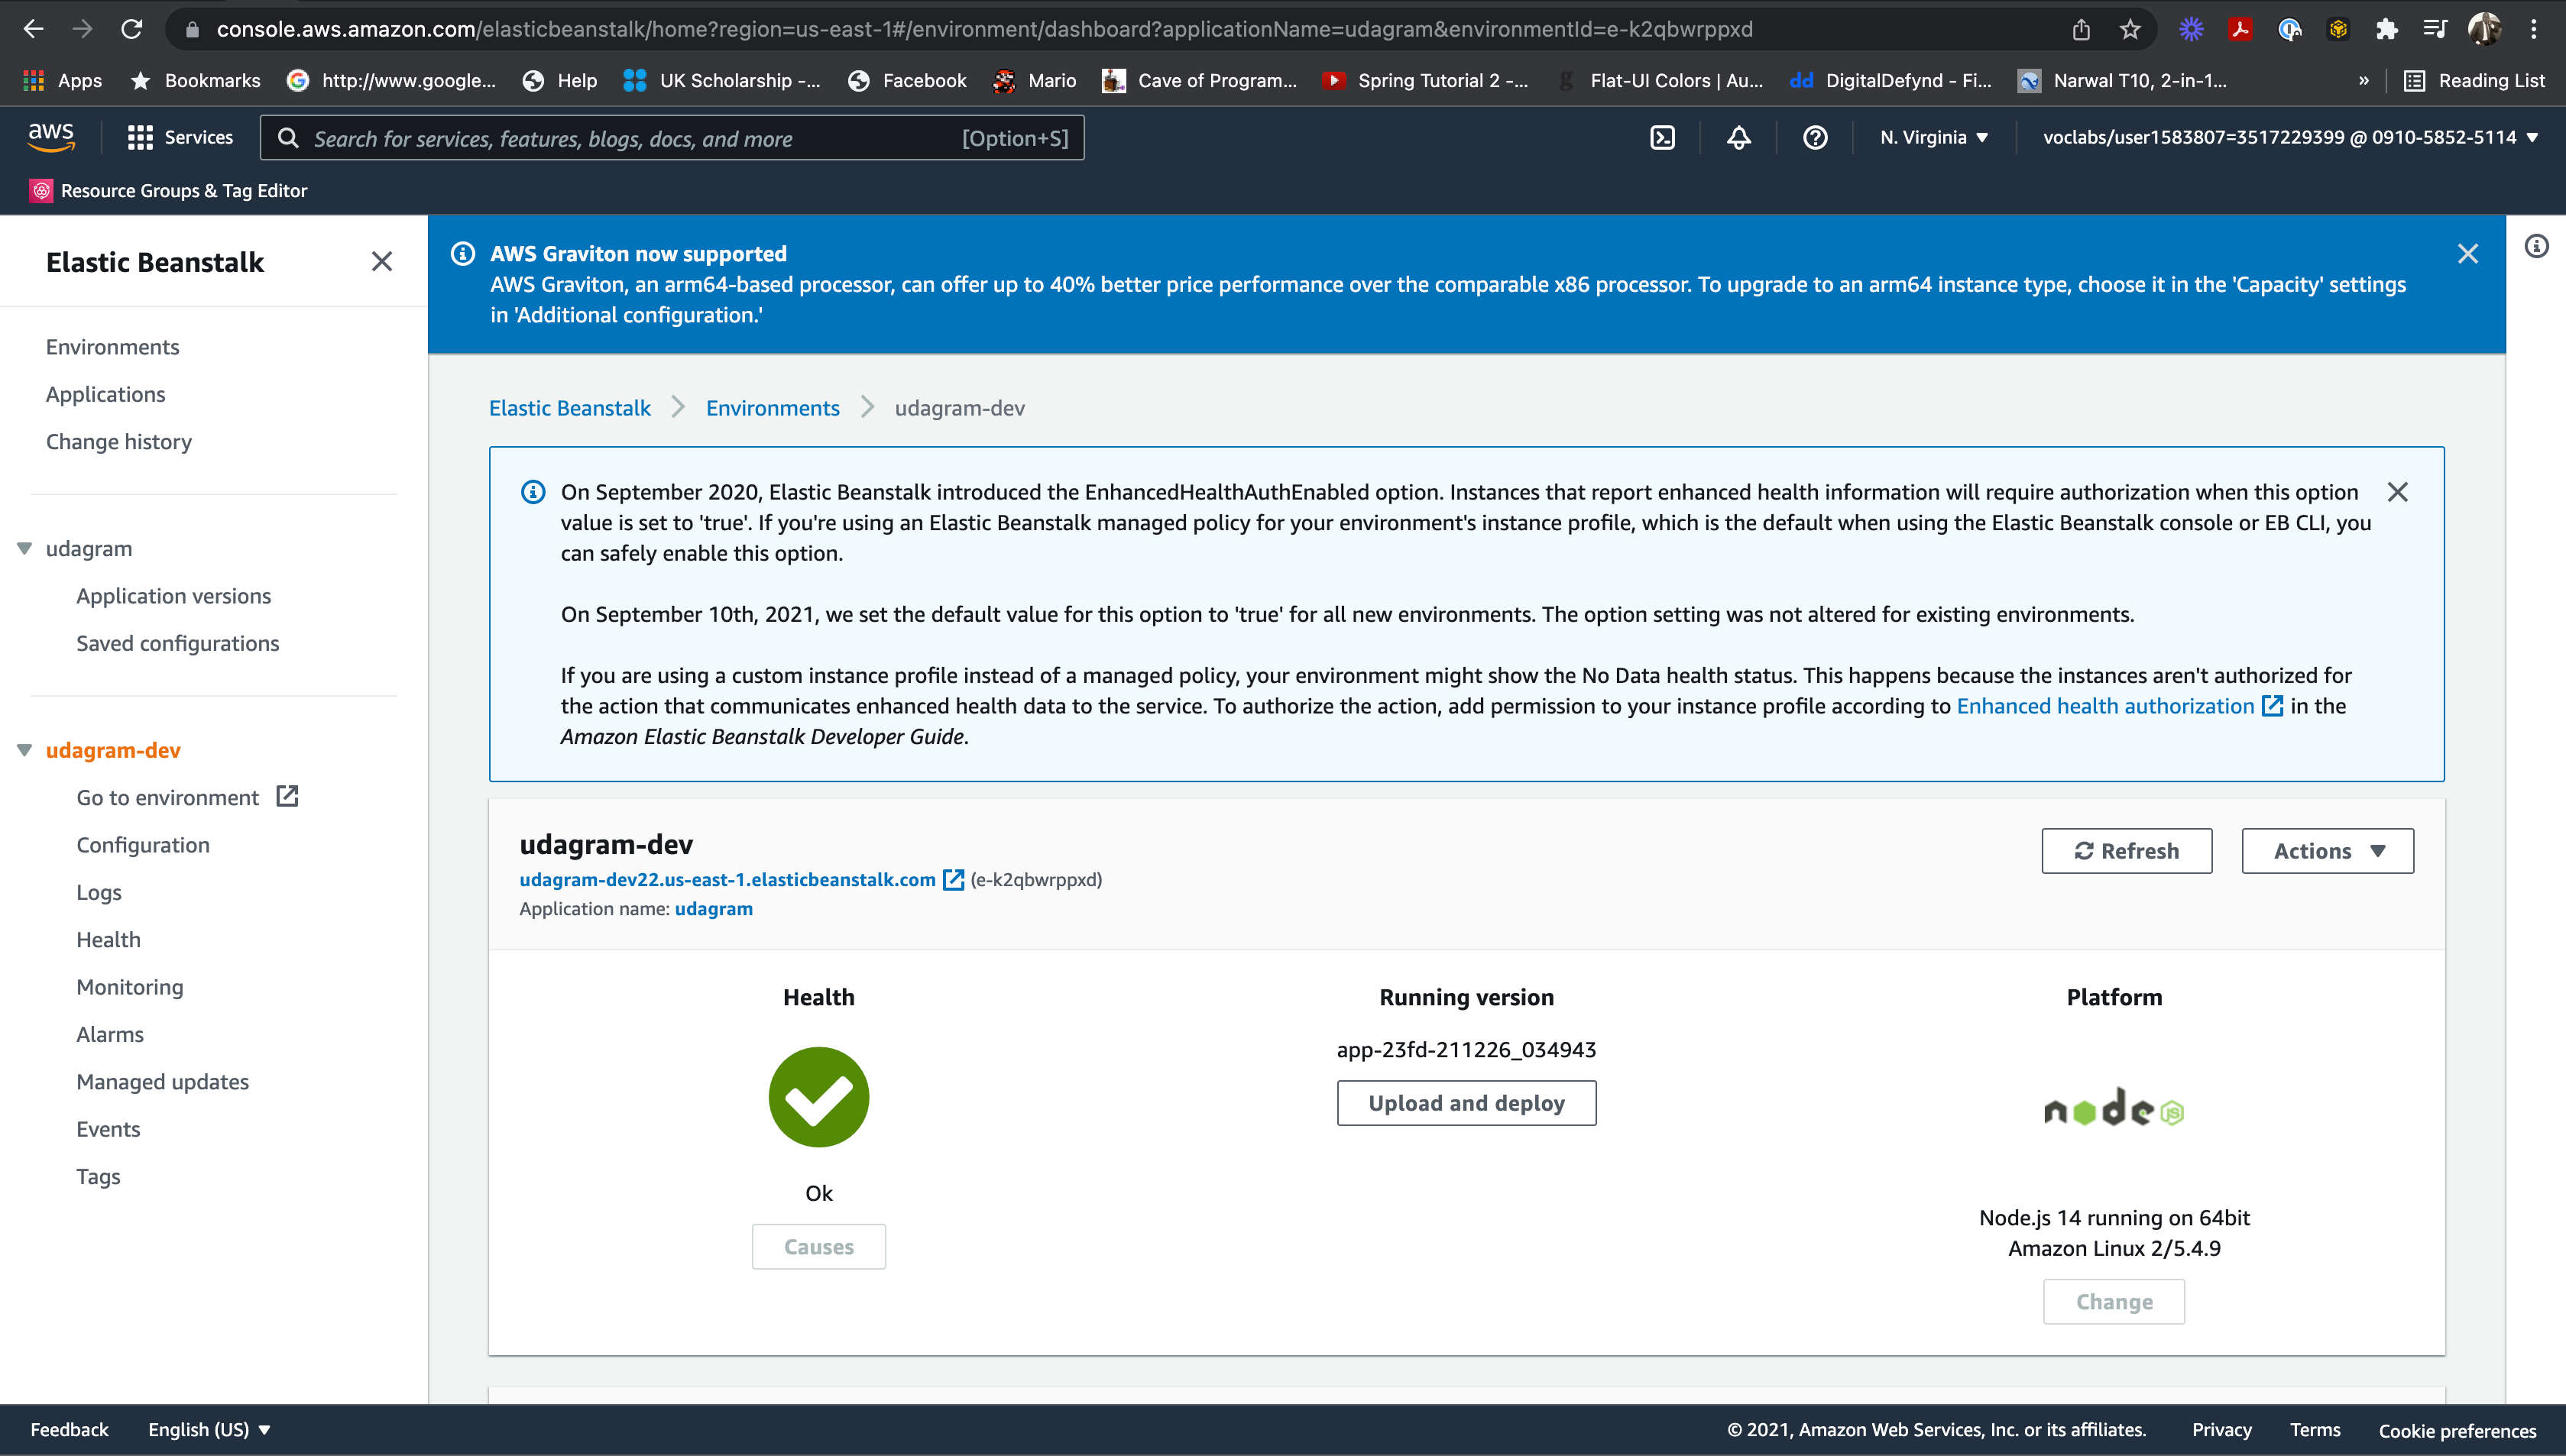 console.aws.amazon.com/elasticbeanstalk/home?region=us-east-1#/environment/dashboard?applicationName=udagram&environmentId=e-k2qbwrppxd
Apps Bookmarks http://www.google... Help UK Scholarship -... Facebook Mario Cave of Program... Spring Tutorial 2 -... Flat-UI Colors | Au... DigitalDefynd - Fi... Narwal T10, 2-in-1... » Reading List
aws Services Search for services, features, blogs, docs, and more [Option+S] N. Virginia voclabs/user1583807=3517229399 @ 0910-5852-5114
Resource Groups & Tag Editor
Elastic Beanstalk
Environments
Applications
Change history
udagram
Application versions
Saved configurations
udagram-dev
Go to environment
Configuration
Logs
Health
Monitoring
Alarms
Managed updates
Events
Tags
AWS Graviton now supported
AWS Graviton, an arm64-based processor, can offer up to 40% better price performance over the comparable x86 processor. To upgrade to an arm64 instance type, choose it in the 'Capacity' settings
in 'Additional configuration.'
Elastic Beanstalk Environments udagram-dev
On September 2020, Elastic Beanstalk introduced the EnhancedHealthAuthEnabled option. Instances that report enhanced health information will require authorization when this option
value is set to 'true'. If you're using an Elastic Beanstalk managed policy for your environment's instance profile, which is the default when using the Elastic Beanstalk console or EB CLI, you
can safely enable this option.
On September 10th, 2021, we set the default value for this option to 'true' for all new environments. The option setting was not altered for existing environments.
If you are using a custom instance profile instead of a managed policy, your environment might show the No Data health status. This happens because the instances aren't authorized for
the action that communicates enhanced health data to the service. To authorize the action, add permission to your instance profile according to Enhanced health authorization in the
Amazon Elastic Beanstalk Developer Guide.
udagram-dev
udagram-dev22.us-east-1.elasticbeanstalk.com (e-k2qbwrppxd)
Application name: udagram
Refresh
Actions
Health
Ok
Causes
Running version
app-23fd-211226_034943
Upload and deploy
Platform
node JS
Node.js 14 running on 64bit
Amazon Linux 2/5.4.9
Change
Feedback English (US) © 2021, Amazon Web Services, Inc. or its affiliates. Privacy Terms Cookie preferences